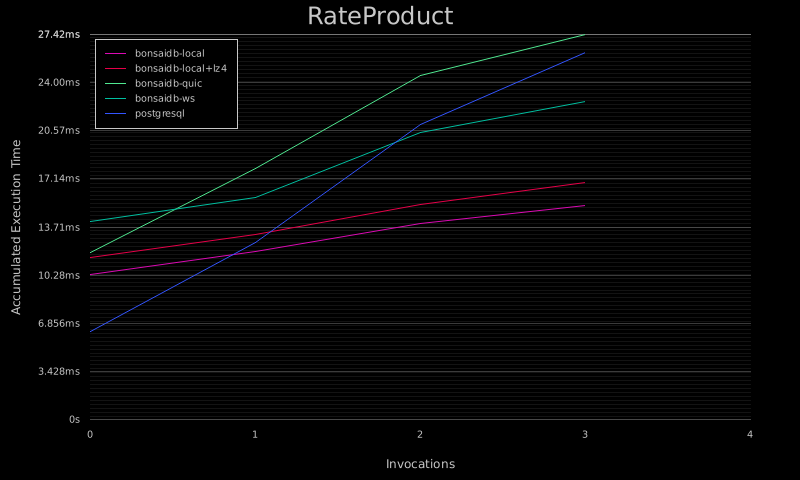 RateProduct
27.42ms
24.00ms
20.57ms
17.14ms
13.71ms
10.28ms
6.856ms
3.428ms
0s
bonsaidb-local
bonsaidb-local+lz4
bonsaidb-quic
bonsaidb-ws
postgresql
Accumulated Execution Time
0 1 2 3 4
Invocations